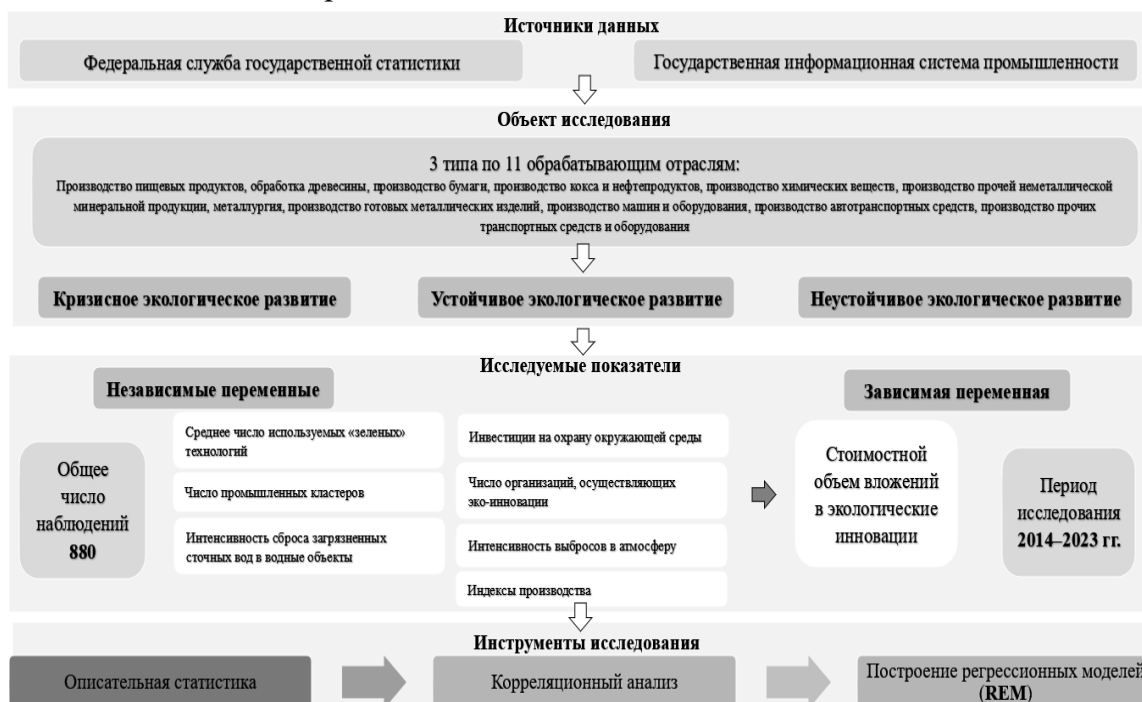 Источники данных
Федеральная служба государственной статистики
Государственная информационная система промышленности
Объект исследования
3 типа по 11 обрабатывающим отраслям:
Производство пищевых продуктов, обработка древесины, производство бумаги, производство кокса и нефтепродуктов, производство химических веществ, производство прочей неметаллической
минеральной продукции, металлургия, производство готовых металлических изделий, производство машин и оборудования, производство автотранспортных средств, производство прочих
транспортных средств и оборудования
Кризисное экологическое развитие
Устойчивое экологическое развитие
Неустойчивое экологическое развитие
Исследуемые показатели
Независимые переменные
Зависимая переменная
Общее
число
наблюдений
880
Среднее число используемых «зеленых»
технологий
Число промышленных кластеров
Интенсивность сброса загрязненных
сточных вод в водные объекты
Инвестиции на охрану окружающей среды
Число организаций, осуществляющих
эко-инновации
Интенсивность выбросов в атмосферу
Индексы производства
Стоимостной
объем вложений
в экологические
инновации
Период
исследования
2014–2023 гг.
Инструменты исследования
Описательная статистика
Корреляционный анализ
Построение регрессионных моделей
(REM)